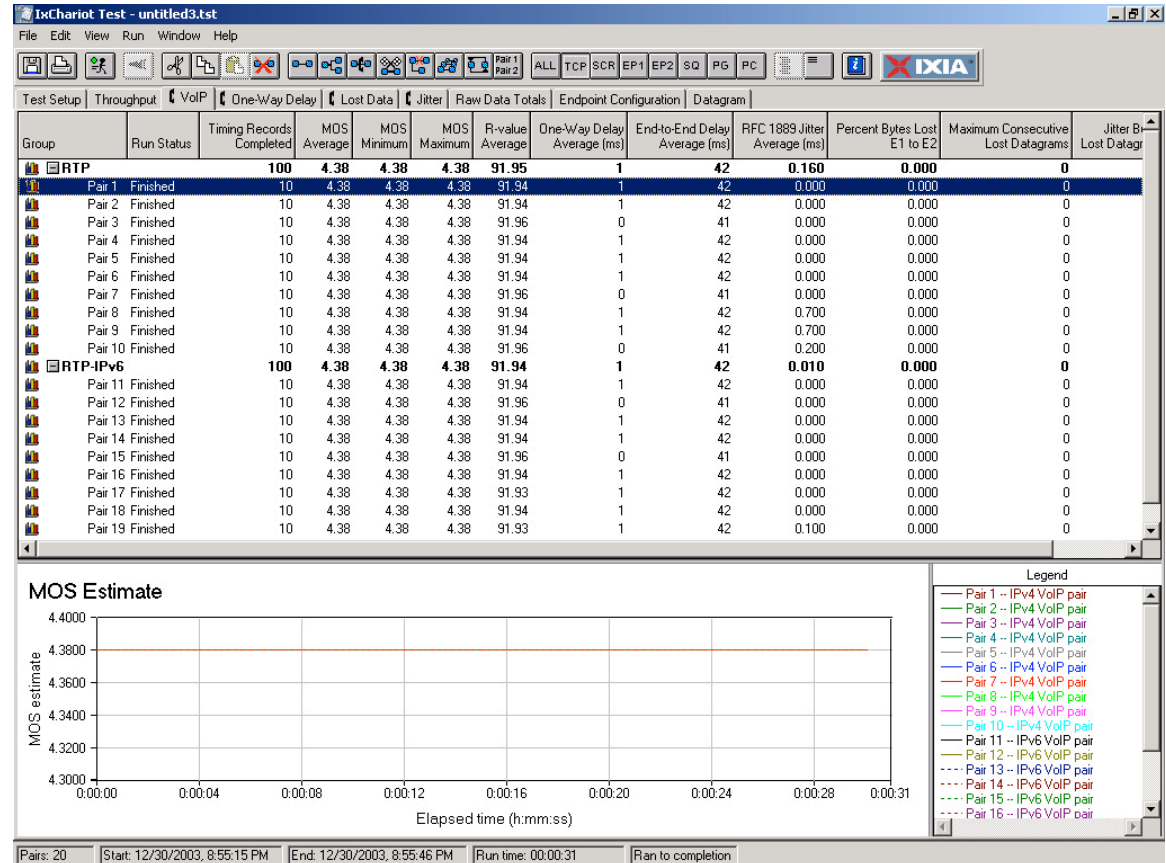 IxChariot Test - untitled3.tst
File Edit View Run Window Help
Pair 1 Pair 2 ALL TCP SCR EP1 EP2 SQ PG PC IXIA
Test Setup Throughput VoIP One-Way Delay Lost Data Jitter Raw Data Totals Endpoint Configuration Datagram
Group Run Status Timing Records Completed MOS Average MOS Minimum MOS Maximum R-value Average One-Way Delay Average (ms) End-to-End Delay Average (ms) RFC 1889 Jitter Average (ms) Percent Bytes Lost E1 to E2 Maximum Consecutive Lost Datagrams Jitter Lost
RTP 100 4.38 4.38 4.38 91.95 1 42 0.160 0.000 0
Pair 1 Finished 10 4.38 4.38 4.38 91.94 1 42 0.000 0.000 0
Pair 2 Finished 10 4.38 4.38 4.38 91.94 1 42 0.000 0.000 0
Pair 3 Finished 10 4.38 4.38 4.38 91.96 0 41 0.000 0.000 0
Pair 4 Finished 10 4.38 4.38 4.38 91.94 1 42 0.000 0.000 0
Pair 5 Finished 10 4.38 4.38 4.38 91.94 1 42 0.000 0.000 0
Pair 6 Finished 10 4.38 4.38 4.38 91.94 1 42 0.000 0.000 0
Pair 7 Finished 10 4.38 4.38 4.38 91.96 0 41 0.000 0.000 0
Pair 8 Finished 10 4.38 4.38 4.38 91.94 1 42 0.700 0.000 0
Pair 9 Finished 10 4.38 4.38 4.38 91.94 1 42 0.700 0.000 0
Pair 10 Finished 10 4.38 4.38 4.38 91.96 0 41 0.200 0.000 0
RTP-IPv6 100 4.38 4.38 4.38 91.94 1 42 0.010 0.000 0
Pair 11 Finished 10 4.38 4.38 4.38 91.94 1 42 0.000 0.000 0
Pair 12 Finished 10 4.38 4.38 4.38 91.96 0 41 0.000 0.000 0
Pair 13 Finished 10 4.38 4.38 4.38 91.94 1 42 0.000 0.000 0
Pair 14 Finished 10 4.38 4.38 4.38 91.94 1 42 0.000 0.000 0
Pair 15 Finished 10 4.38 4.38 4.38 91.96 0 41 0.000 0.000 0
Pair 16 Finished 10 4.38 4.38 4.38 91.94 1 42 0.000 0.000 0
Pair 17 Finished 10 4.38 4.38 4.38 91.93 1 42 0.000 0.000 0
Pair 18 Finished 10 4.38 4.38 4.38 91.94 1 42 0.000 0.000 0
Pair 19 Finished 10 4.38 4.38 4.38 91.93 1 42 0.100 0.000 0
MOS Estimate
MOS estimate
4.4000
4.3800
4.3600
4.3400
4.3200
4.3000
0:00:00 0:00:04 0:00:08 0:00:12 0:00:16 0:00:20 0:00:24 0:00:28 0:00:31
Elapsed time (h:mm:ss)
Legend
Pair 1 -- IPv4 VoIP pair
Pair 2 -- IPv4 VoIP pair
Pair 3 -- IPv4 VoIP pair
Pair 4 -- IPv4 VoIP pair
Pair 5 -- IPv4 VoIP pair
Pair 6 -- IPv4 VoIP pair
Pair 7 -- IPv4 VoIP pair
Pair 8 -- IPv4 VoIP pair
Pair 9 -- IPv4 VoIP pair
Pair 10 -- IPv4 VoIP pair
Pair 11 -- IPv6 VoIP pair
Pair 12 -- IPv6 VoIP pair
Pair 13 -- IPv6 VoIP pair
Pair 14 -- IPv6 VoIP pair
Pair 15 -- IPv6 VoIP pair
Pair 16 -- IPv6 VoIP pair
Pairs: 20 Start: 12/30/2003, 8:55:15 PM End: 12/30/2003, 8:55:46 PM Run time: 00:00:31 Ran to completion